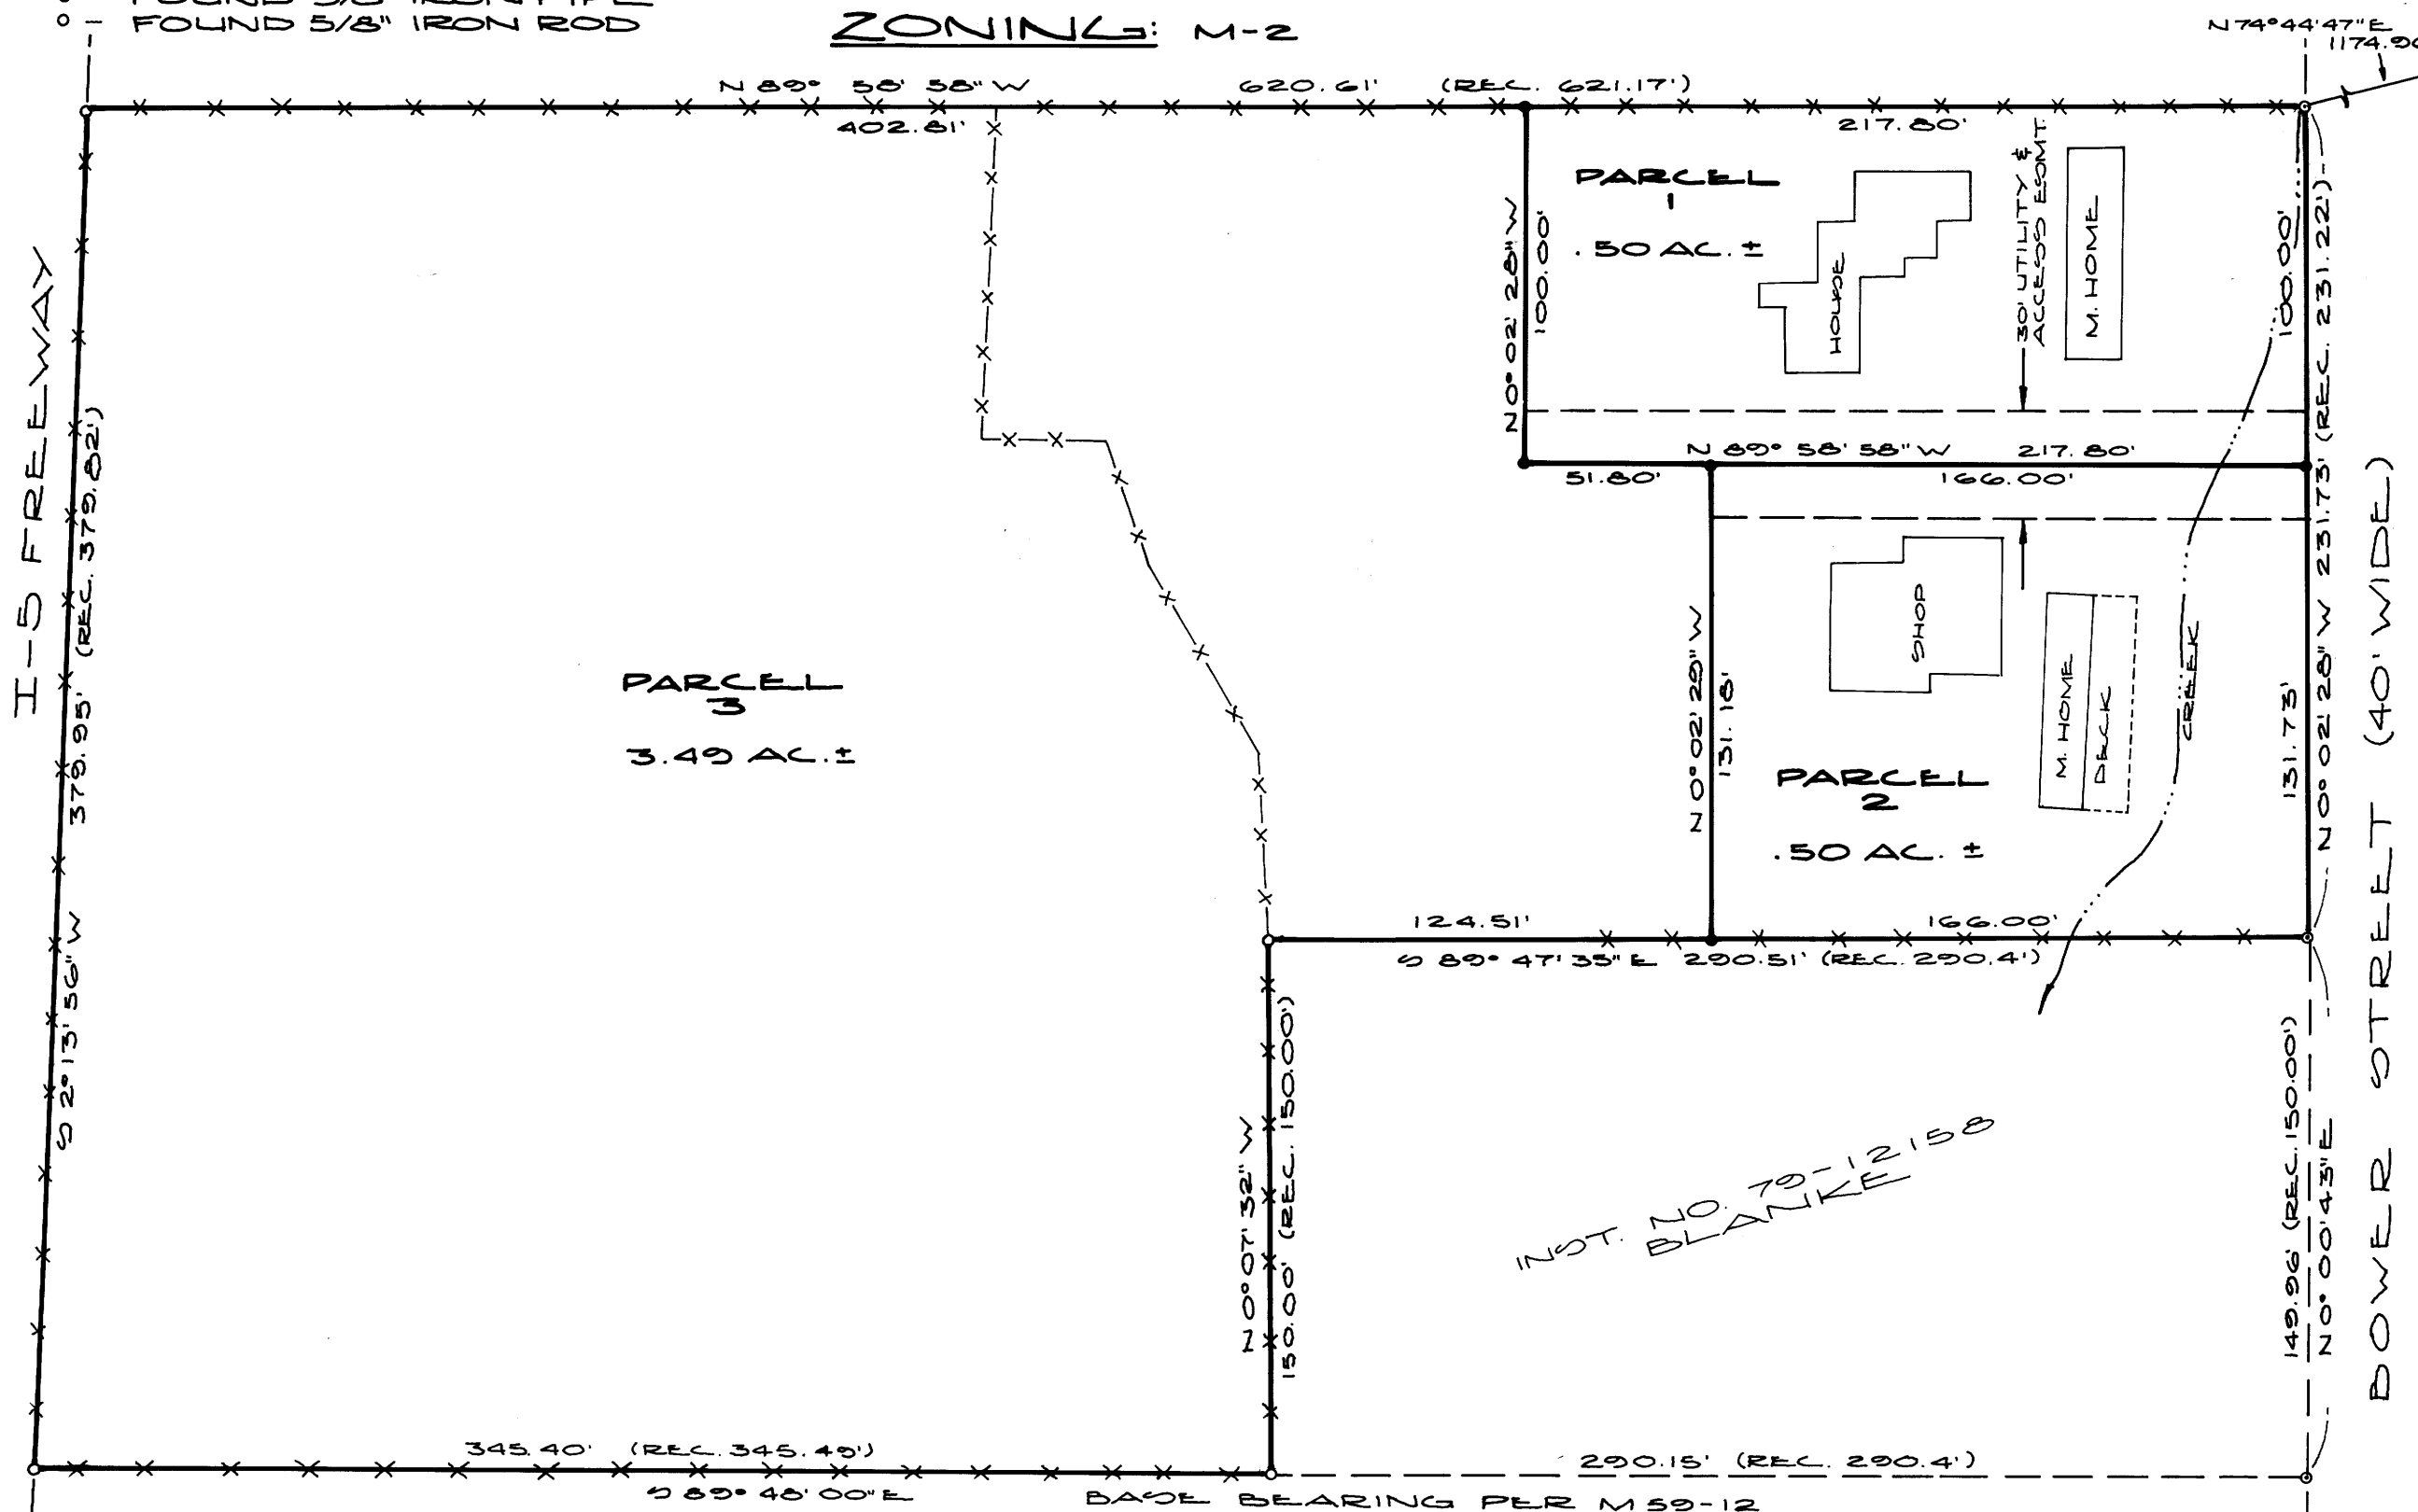 FOUND 5/8" IRON PIPE
o - FOUND 5/8" IRON ROD
ZONING: M-2
N 74° 44' 47" E
N 89° 58' 58" W 620.61' (REC. 621.17')
402.81'
217.80'
PARCEL
1
.50 AC. ±
HOUSE
30' UTILITY &
ACCESS ESMT.
M. HOME
N 0° 02' 28" W
100.00'
100.00'
N 0° 02' 28" W 231.73' (REC. 231.22')
I-5 FREEWAY
S 2° 13' 56" W 379.95' (REC. 379.82')
N 89° 58' 58" W 217.80'
51.80'
166.00'
PARCEL
3
3.49 AC. ±
N 0° 02' 29" W
131.18'
SHOP
M. HOME
DECK
CREEK
131.73'
PARCEL
2
.50 AC. ±
124.51'
166.00'
S 89° 47' 35" E 290.51' (REC. 290.4')
BOWER STREET (40' WIDE)
N 0° 07' 32" W
150.00' (REC. 150.00')
INST. NO. 79-12158
BLANKE
149.96' (REC. 150.00')
N 0° 00' 43" E
345.40' (REC. 345.49')
290.15' (REC. 290.4')
S 89° 48' 00" E
BASE BEARING PER M59-12